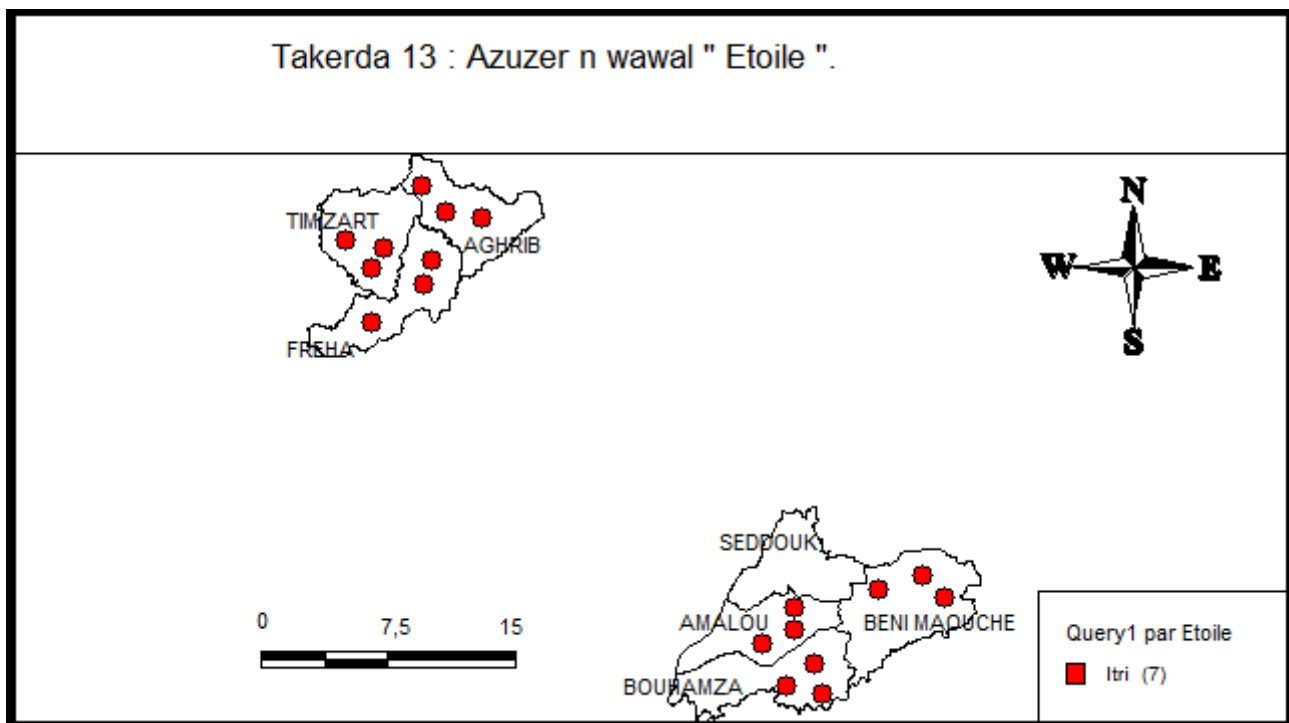 Takerda 13 : Azuzer n wawal " Etoile ".
N
TIMIZART
AGHRIB
W
E
S
FREHA
SEDDOUK
0 7,5 15
AMALOU
BENI MAOUCHE
Query1 par Etoile
Itri (7)
BOUHAMZA